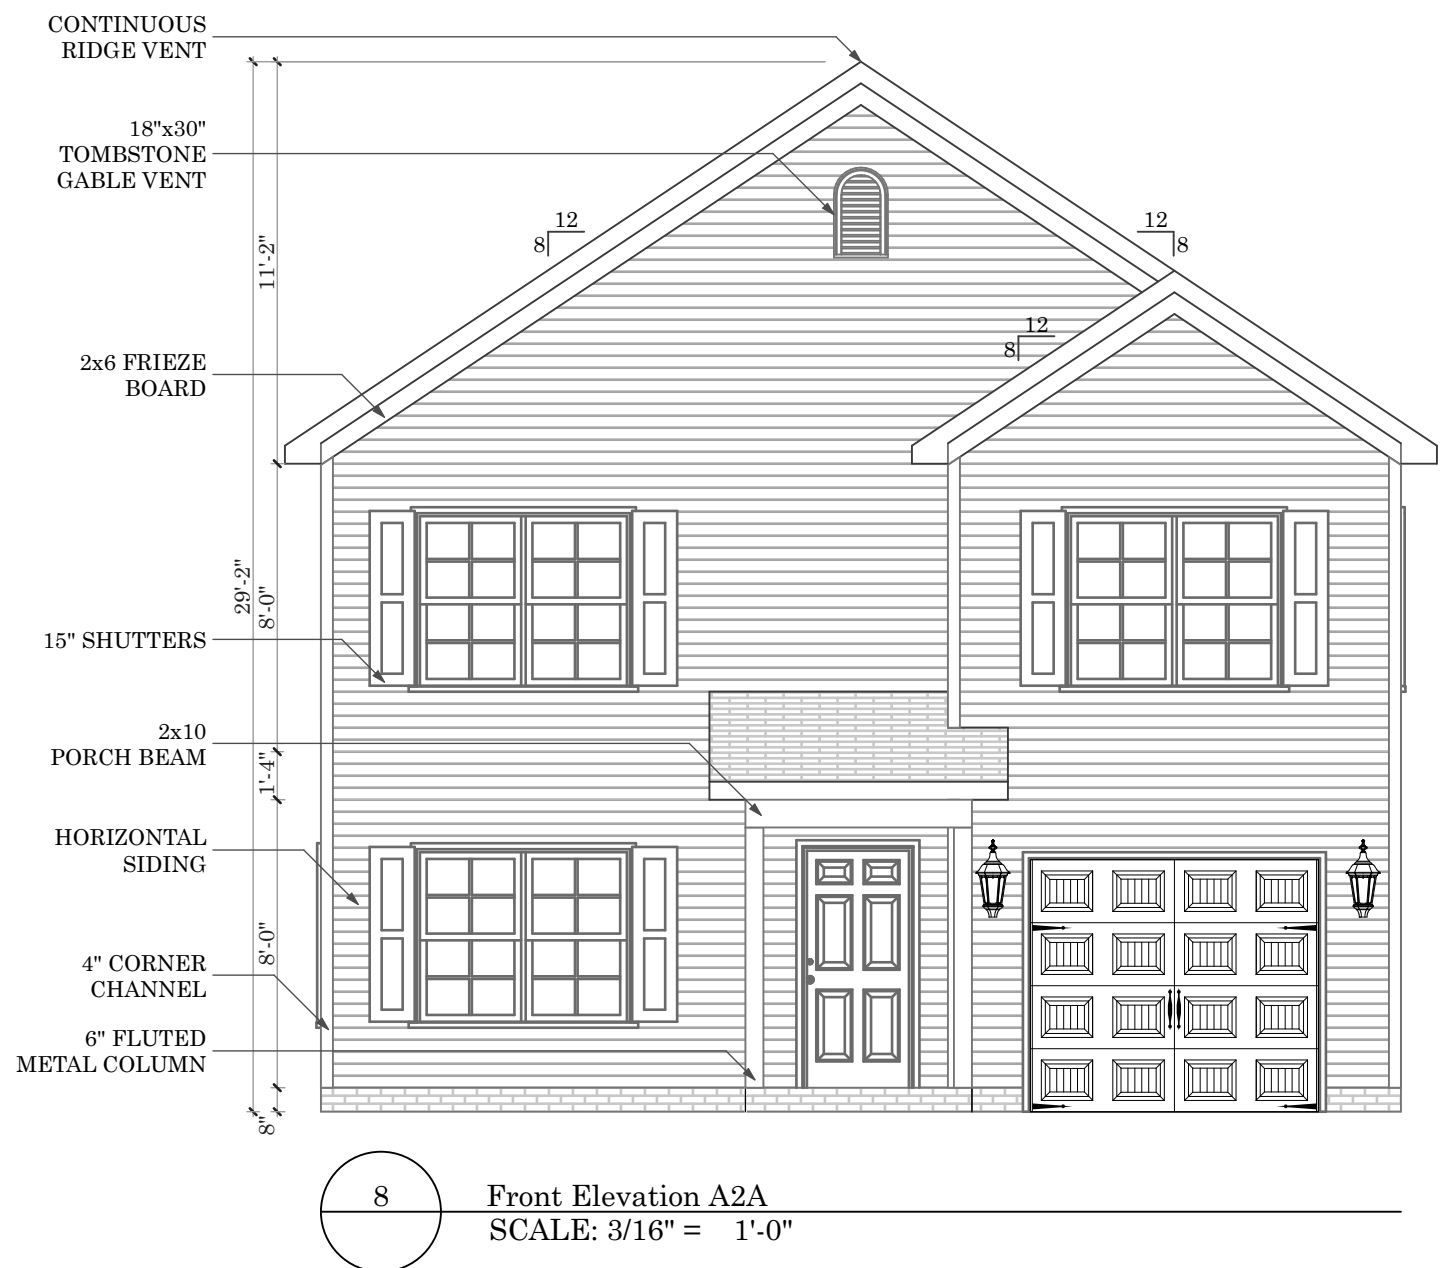 CONTINUOUS
RIDGE VENT
18"x30"
TOMBSTONE
GABLE VENT
12
8
12
8
11'-2"
12
8
2x6 FRIEZE
BOARD
29'-2"
8'-0"
15" SHUTTERS
2x10
PORCH BEAM
1'-4"
HORIZONTAL
SIDING
8'-0"
4" CORNER
CHANNEL
6" FLUTED
METAL COLUMN
8"
8
Front Elevation A2A
SCALE: 3/16" = 1'-0"